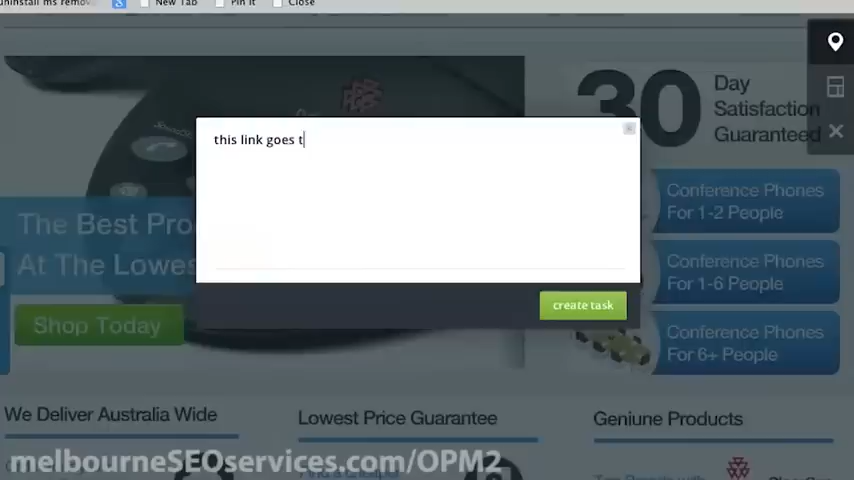 uninstall ms remov
New Tab
Pin It
Close
30
Day
Satisfaction
Guaranteed
this link goes t
create task
Conference Phones
For 1-2 People
Conference Phones
For 1-6 People
Conference Phones
For 6+ People
The Best Pro
At The Lowes
Shop Today
We Deliver Australia Wide
Lowest Price Guarantee
Geniune Products
melbourneSEOservices.com/OPM2